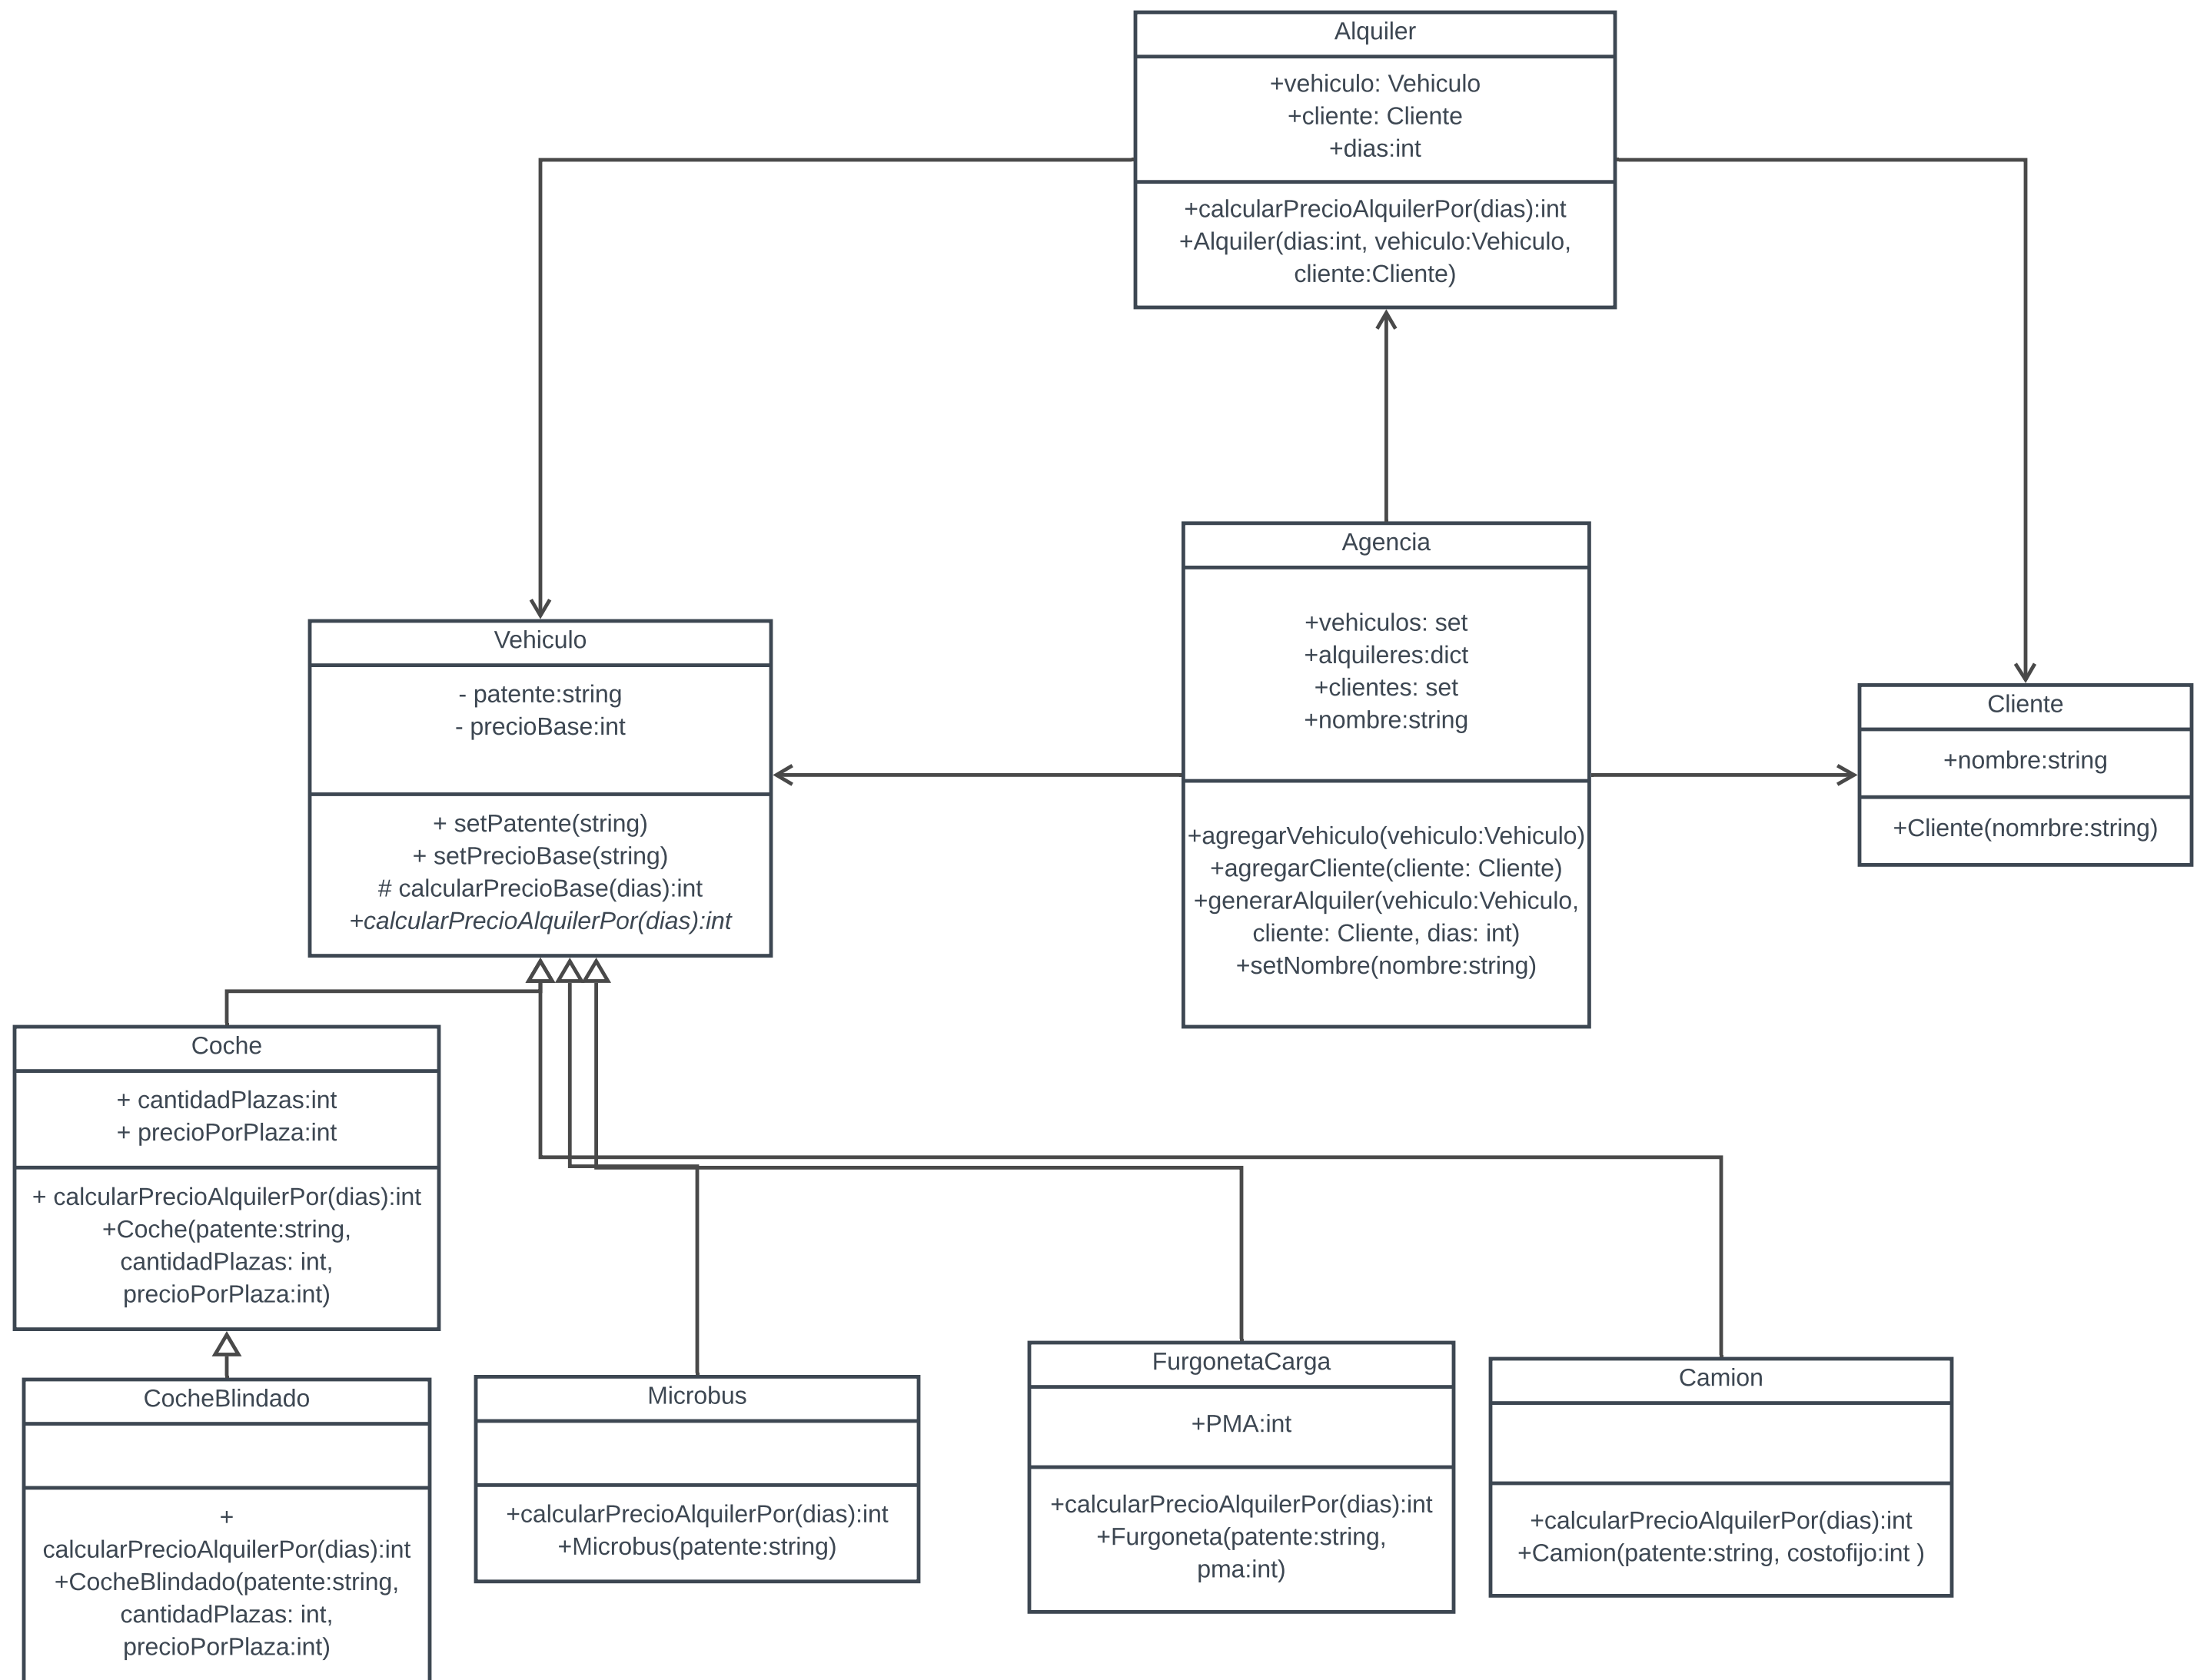 Alquiler
+vehiculo: Vehiculo
+cliente: Cliente
+dias:int
+calcularPrecioAlquilerPor(dias):int
+Alquiler(dias:int, vehiculo:Vehiculo,
cliente:Cliente)
Agencia
+vehiculos: set
+alquileres:dict
+clientes: set
+nombre:string
+agregarVehiculo(vehiculo:Vehiculo)
+agregarCliente(cliente: Cliente)
+generarAlquiler(vehiculo:Vehiculo,
cliente: Cliente, dias: int)
+setNombre(nombre:string)
Vehiculo
- patente:string
- precioBase:int
+ setPatente(string)
+ setPrecioBase(string)
# calcularPrecioBase(dias):int
+calcularPrecioAlquilerPor(dias):int
Cliente
+nombre:string
+Cliente(nomrbre:string)
Coche
+ cantidadPlazas:int
+ precioPorPlaza:int
+ calcularPrecioAlquilerPor(dias):int
+Coche(patente:string,
cantidadPlazas: int,
precioPorPlaza:int)
CocheBlindado
+
calcularPrecioAlquilerPor(dias):int
+CocheBlindado(patente:string,
cantidadPlazas: int,
precioPorPlaza:int)
Microbus
+calcularPrecioAlquilerPor(dias):int
+Microbus(patente:string)
FurgonetaCarga
+PMA:int
+calcularPrecioAlquilerPor(dias):int
+Furgoneta(patente:string,
pma:int)
Camion
+calcularPrecioAlquilerPor(dias):int
+Camion(patente:string, costofijo:int )